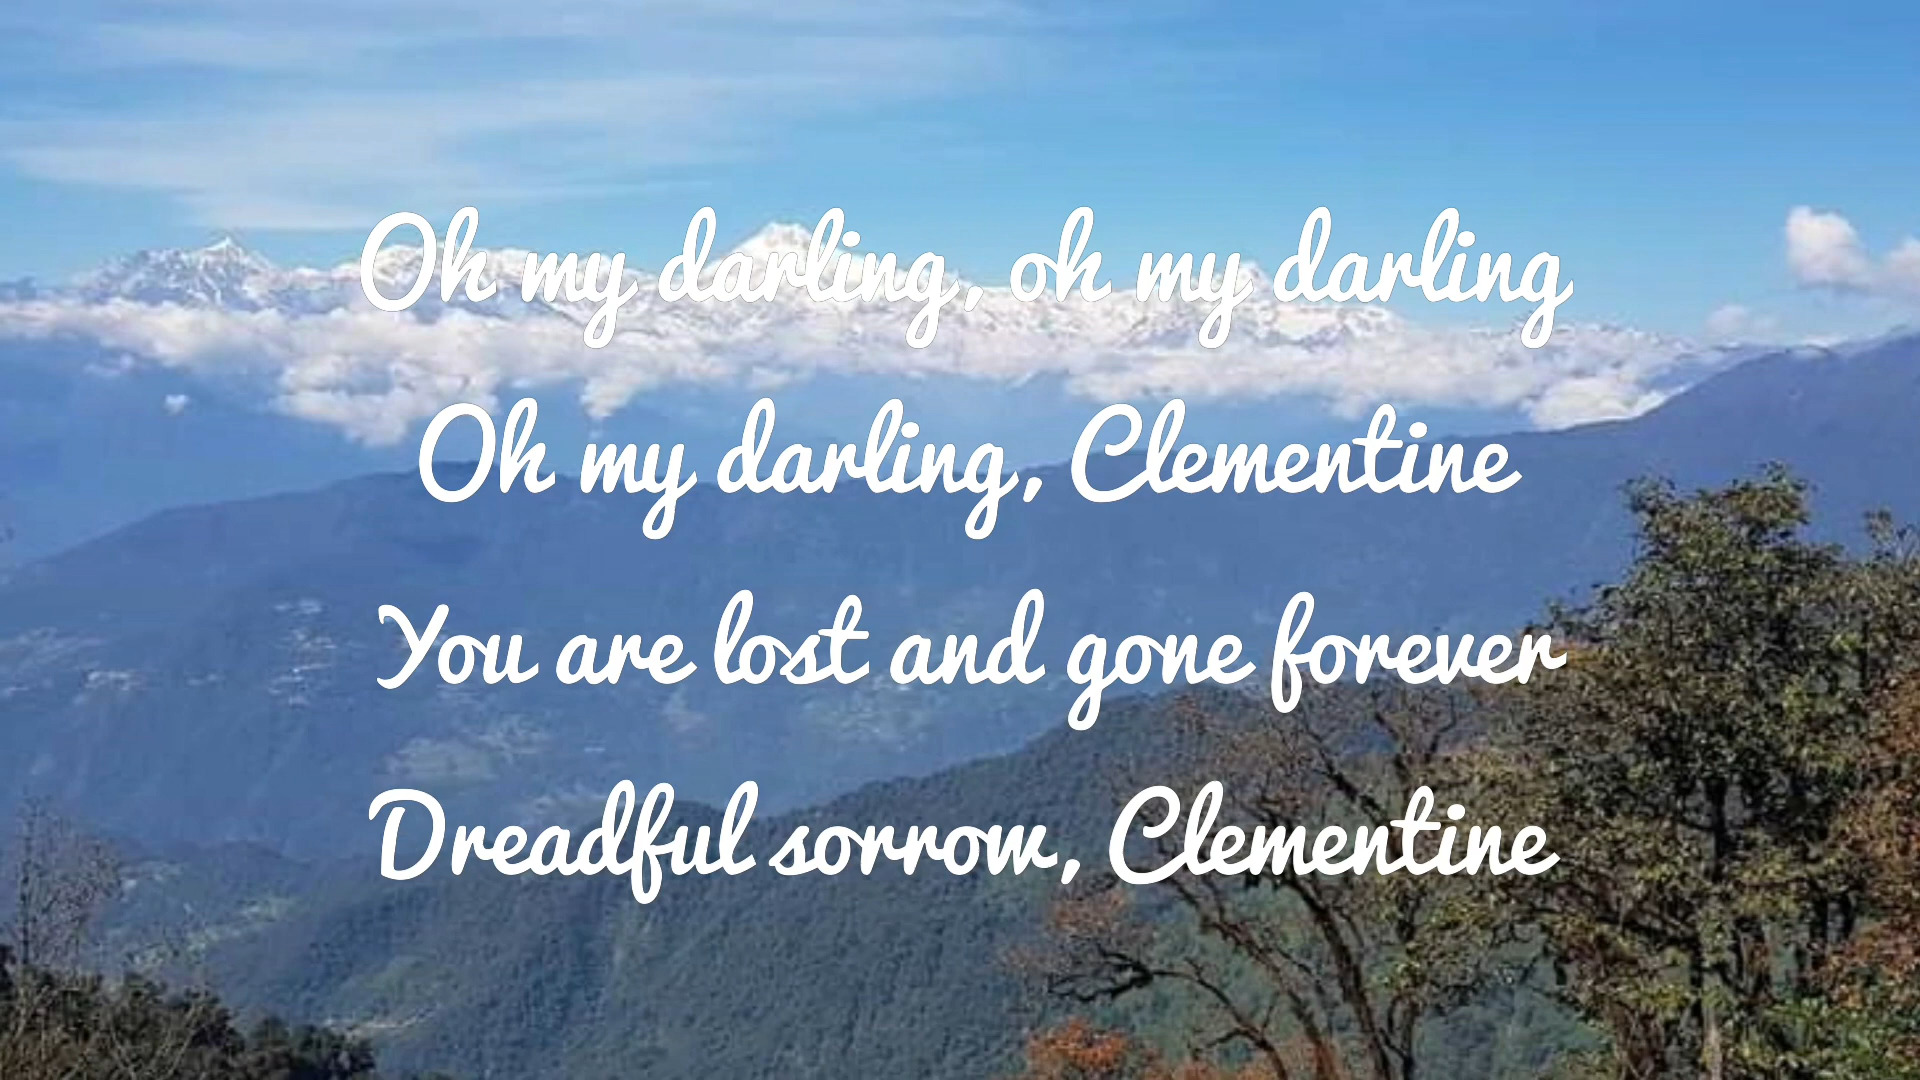 Oh my darling, oh my darling
Oh my darling, Clementine
You are lost and gone forever
Dreadful sorrow, Clementine